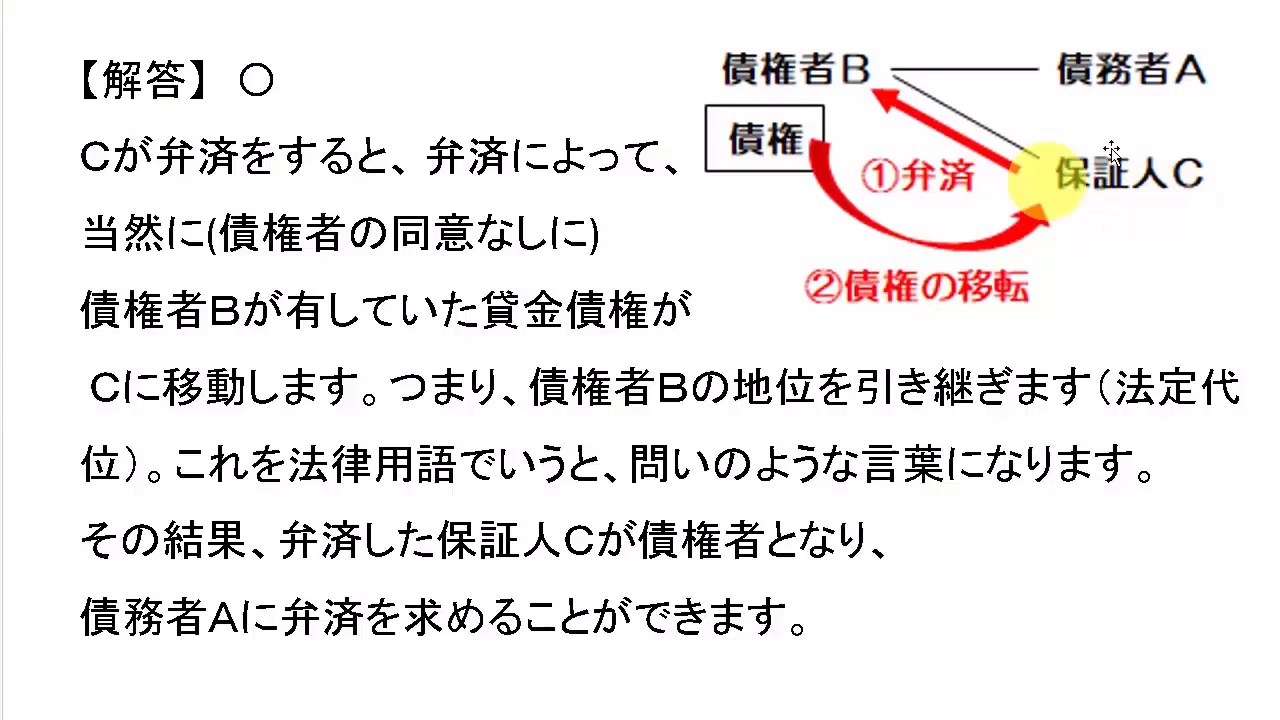 【解答】 ○
Cが弁済をすると、弁済によって、
当然に(債権者の同意なしに)
債権者Bが有していた貸金債権が
Cに移動します。つまり、債権者Bの地位を引き継ぎます（法定代
位）。これを法律用語でいうと、問いのような言葉になります。
その結果、弁済した保証人Cが債権者となり、
債務者Aに弁済を求めることができます。
債権者B
債務者A
債権
①弁済
保証人C
②債権の移転